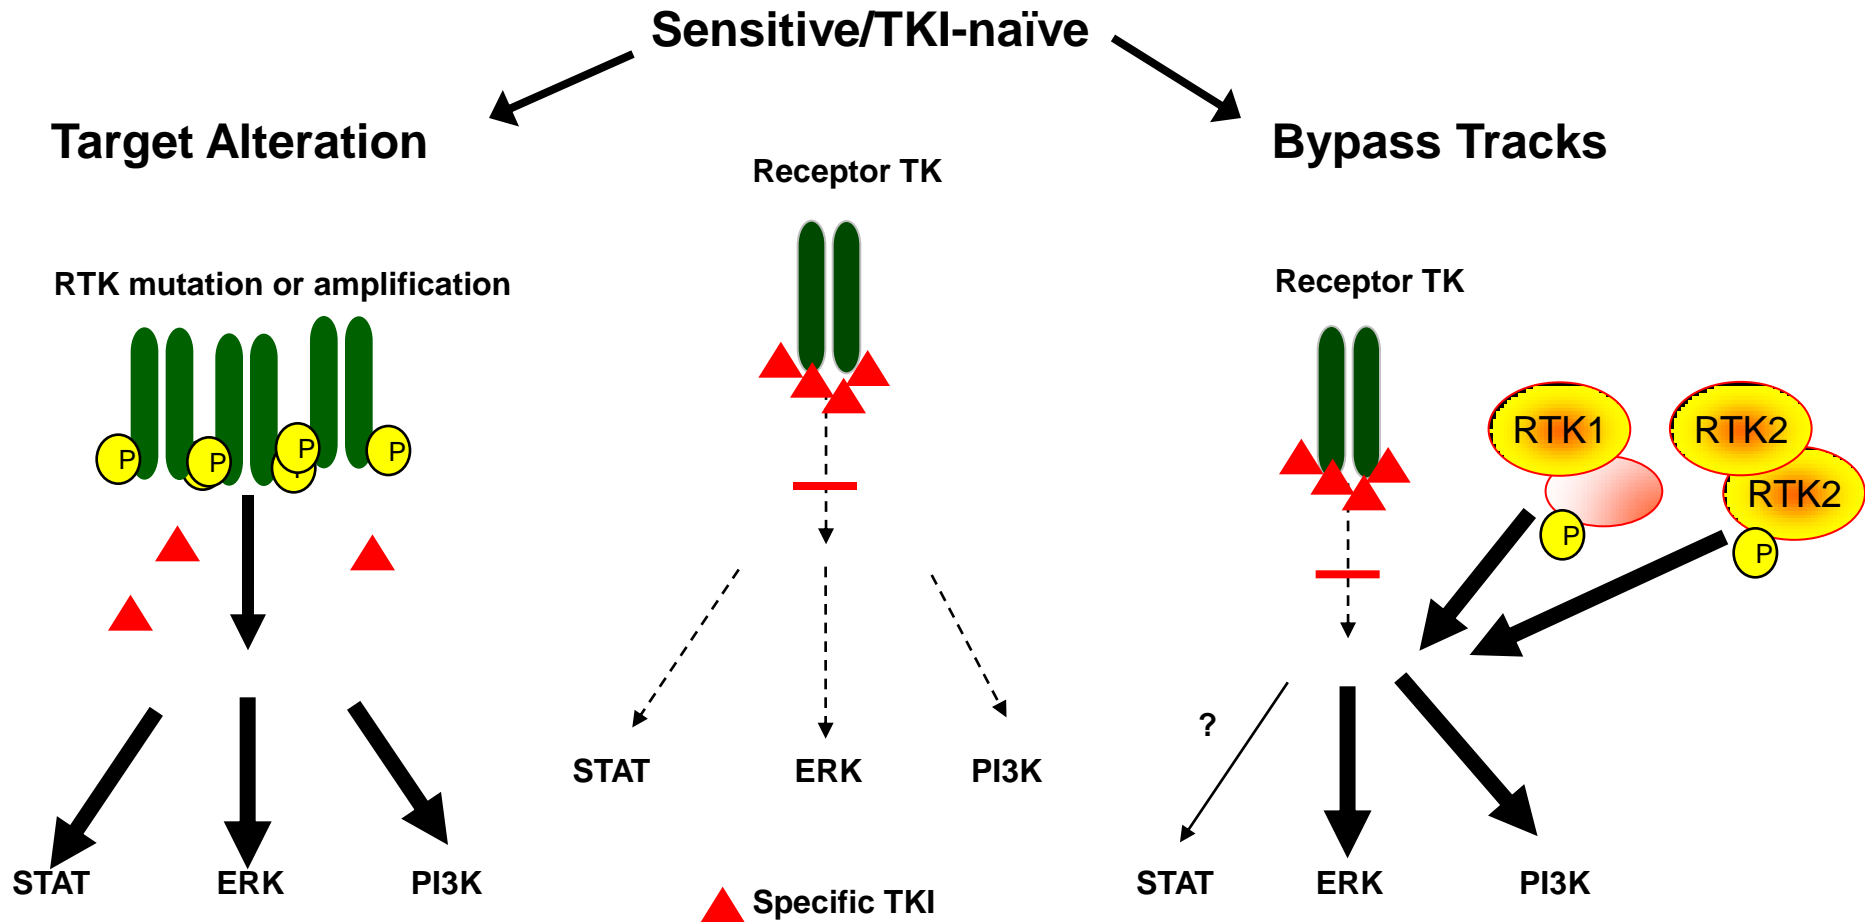 Sensitive/TKI-naïve
Target Alteration
Bypass Tracks
Receptor TK
RTK mutation or amplification
Receptor TK
P
P
P
P
RTK1
RTK2
RTK2
P
P
?
STAT
ERK
PI3K
STAT
ERK
PI3K
STAT
ERK
PI3K
Specific TKI